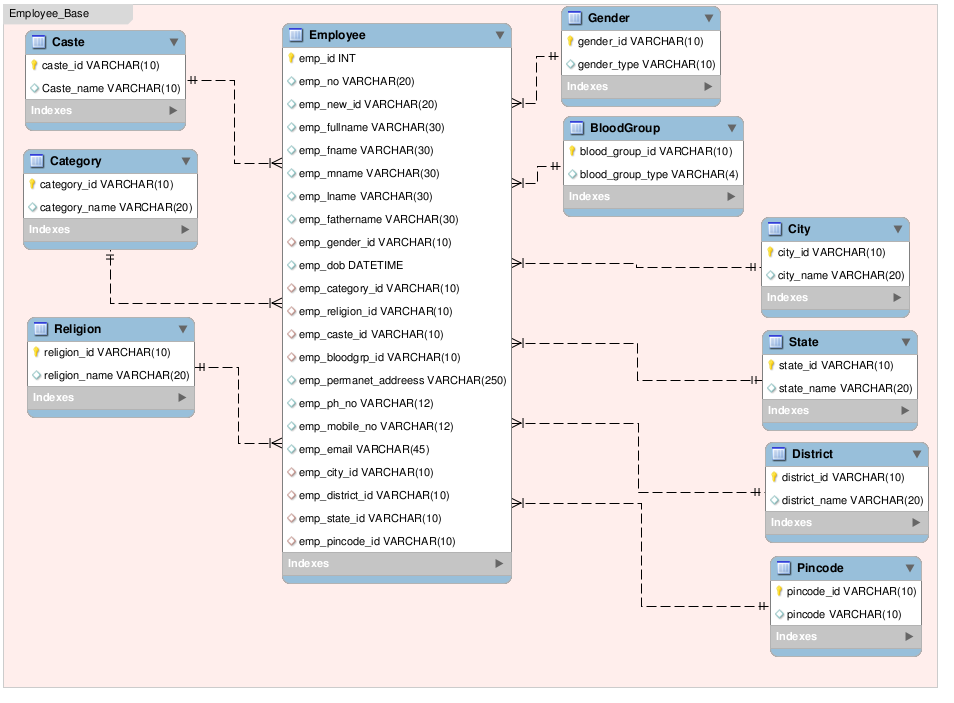 Employee_Base
Caste
caste_id VARCHAR(10)
Caste_name VARCHAR(10)
Indexes
Category
category_id VARCHAR(10)
category_name VARCHAR(20)
Indexes
Religion
religion_id VARCHAR(10)
religion_name VARCHAR(20)
Indexes
Employee
emp_id INT
emp_no VARCHAR(20)
emp_new_id VARCHAR(20)
emp_fullname VARCHAR(30)
emp_fname VARCHAR(30)
emp_mname VARCHAR(30)
emp_lname VARCHAR(30)
emp_fathername VARCHAR(30)
emp_gender_id VARCHAR(10)
emp_dob DATETIME
emp_category_id VARCHAR(10)
emp_religion_id VARCHAR(10)
emp_caste_id VARCHAR(10)
emp_bloodgrp_id VARCHAR(10)
emp_permanet_addreess VARCHAR(250)
emp_ph_no VARCHAR(12)
emp_mobile_no VARCHAR(12)
emp_email VARCHAR(45)
emp_city_id VARCHAR(10)
emp_district_id VARCHAR(10)
emp_state_id VARCHAR(10)
emp_pincode_id VARCHAR(10)
Indexes
Gender
gender_id VARCHAR(10)
gender_type VARCHAR(10)
Indexes
BloodGroup
blood_group_id VARCHAR(10)
blood_group_type VARCHAR(4)
Indexes
City
city_id VARCHAR(10)
city_name VARCHAR(20)
Indexes
State
state_id VARCHAR(10)
state_name VARCHAR(20)
Indexes
District
district_id VARCHAR(10)
district_name VARCHAR(20)
Indexes
Pincode
pincode_id VARCHAR(10)
pincode VARCHAR(10)
Indexes